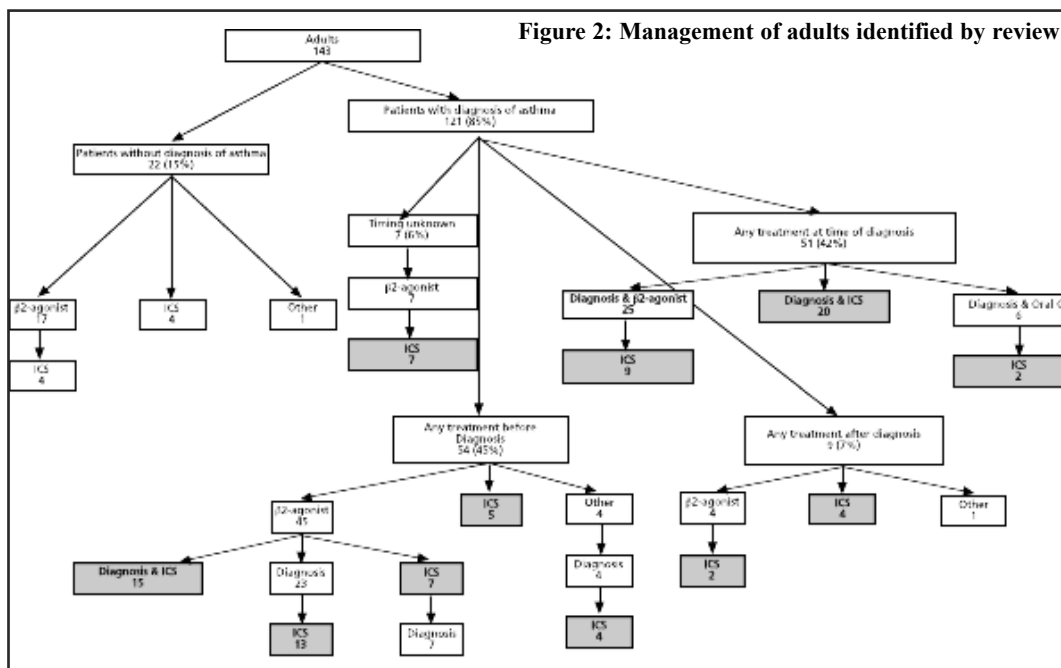 Figure 2: Management of adults identified by review
Adults
143
Patients with diagnosis of asthma
121 (85%)
Patients without diagnosis of asthma
22 (15%)
Timing unknown
7 (6%)
Any treatment at time of diagnosis
51 (42%)
β2-agonist
17
ICS
4
Other
1
β2-agonist
7
Diagnosis & β2-agonist
25
Diagnosis & ICS
20
Diagnosis & Oral C
6
ICS
4
ICS
7
ICS
9
ICS
2
Any treatment before
Diagnosis
54 (45%)
Any treatment after diagnosis
9 (7%)
β2-agonist
45
ICS
5
Other
4
β2-agonist
4
ICS
4
Other
1
Diagnosis & ICS
15
Diagnosis
23
ICS
7
Diagnosis
4
ICS
2
ICS
13
Diagnosis
7
ICS
4